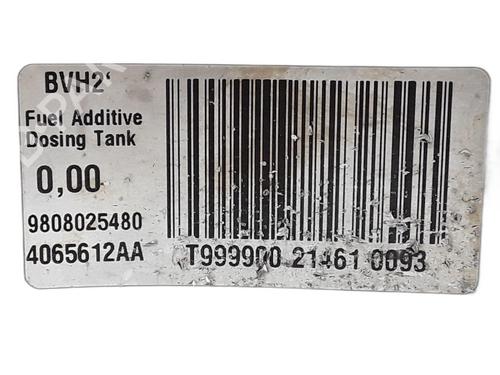 BVH2'
Fuel Additive
Dosing Tank
0,00
9808025480
4065612AA
T999900 21461 0093